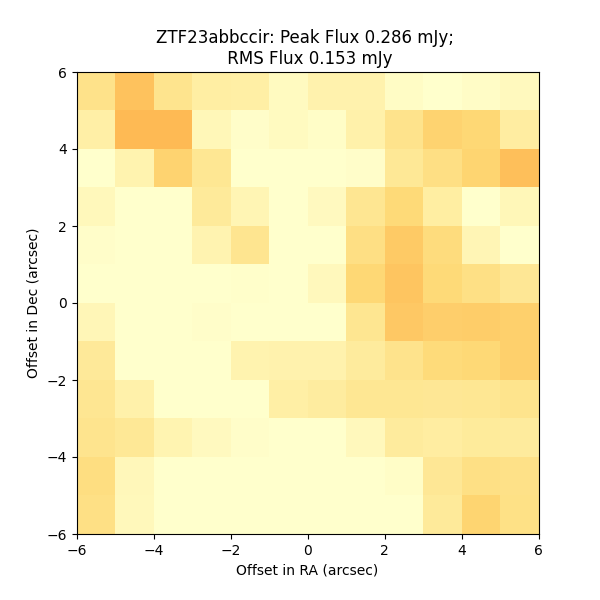 ZTF23abbccir: Peak Flux 0.286 mJy;
RMS Flux 0.153 mJy
6
4
2
0
−2
−4
−6
Offset in Dec (arcsec)
−6 −4 −2 0 2 4 6
Offset in RA (arcsec)